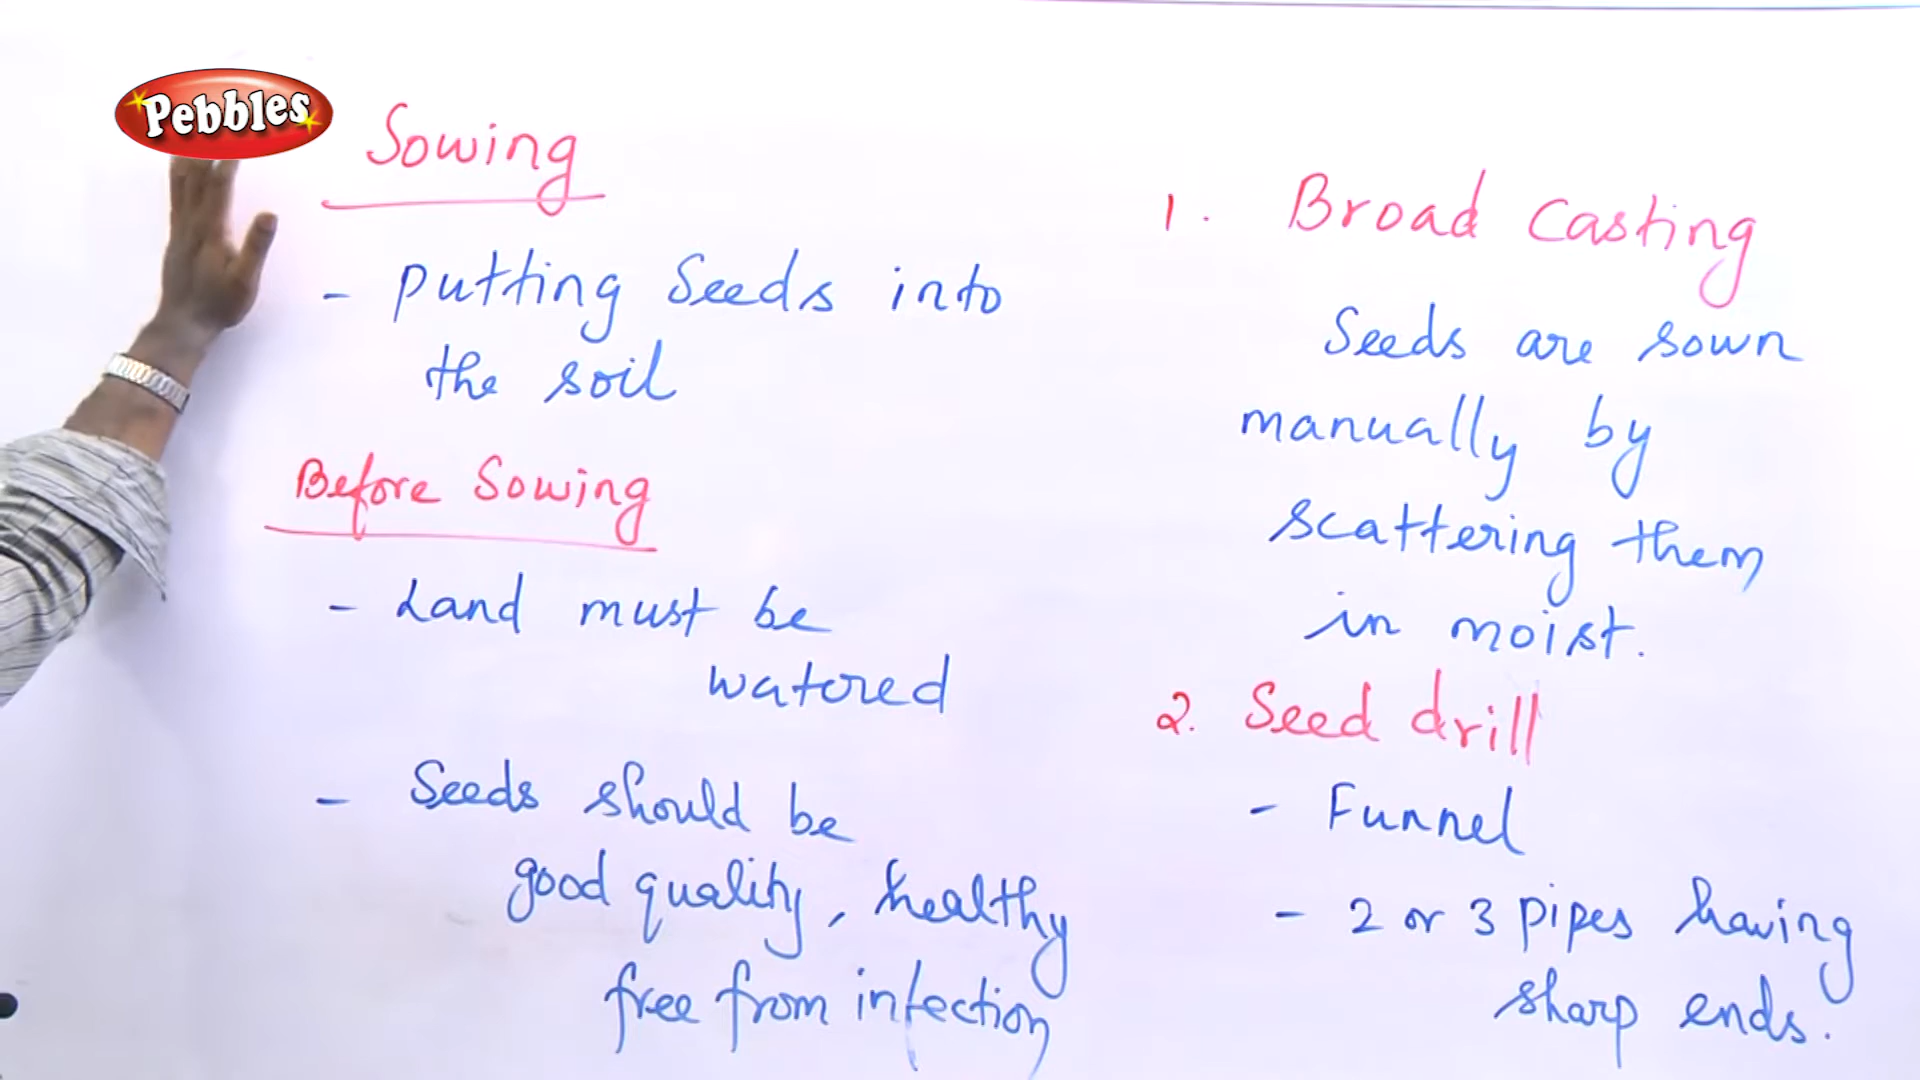 Pebbles
Sowing
- Putting Seeds into
the soil
Before Sowing
- Land must be
watered
- Seeds should be
good quality, healthy
free from infection
1. Broad Casting
Seeds are sown
manually by
scattering them
in moist.
2. Seed drill
- Funnel
- 2 or 3 pipes having
sharp ends.